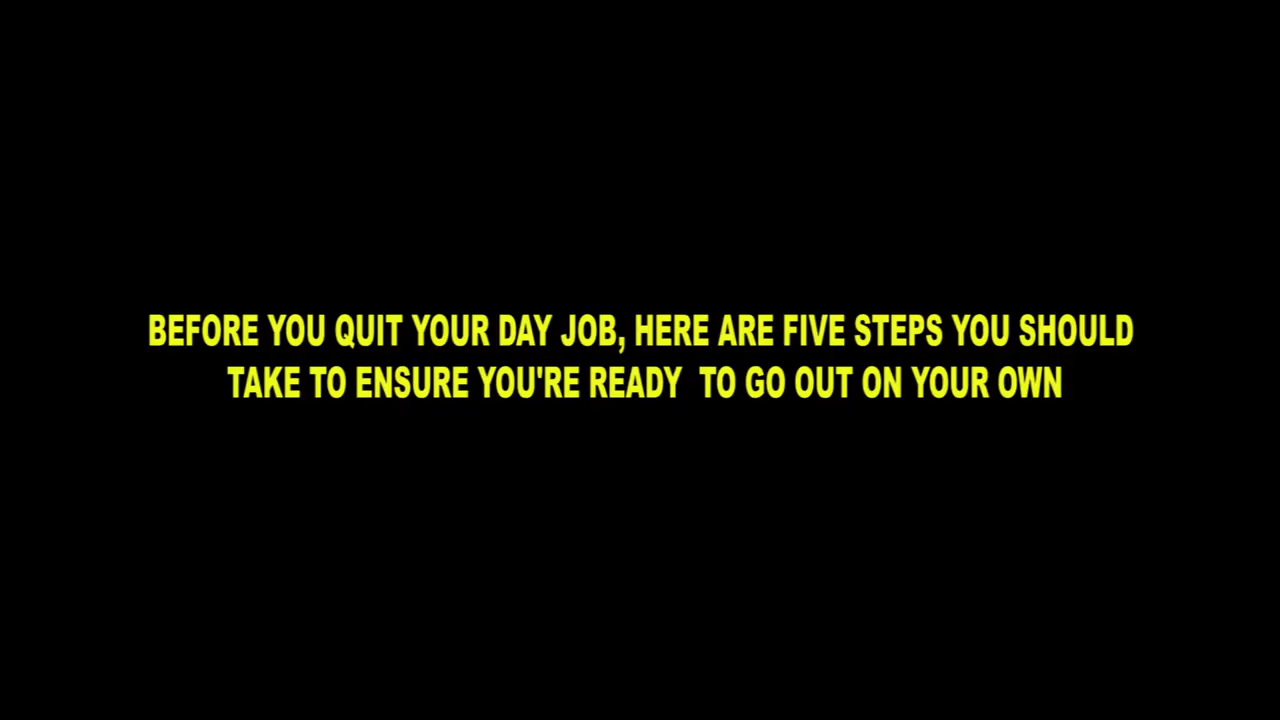 BEFORE YOU QUIT YOUR DAY JOB, HERE ARE FIVE STEPS YOU SHOULD
TAKE TO ENSURE YOU'RE READY  TO GO OUT ON YOUR OWN